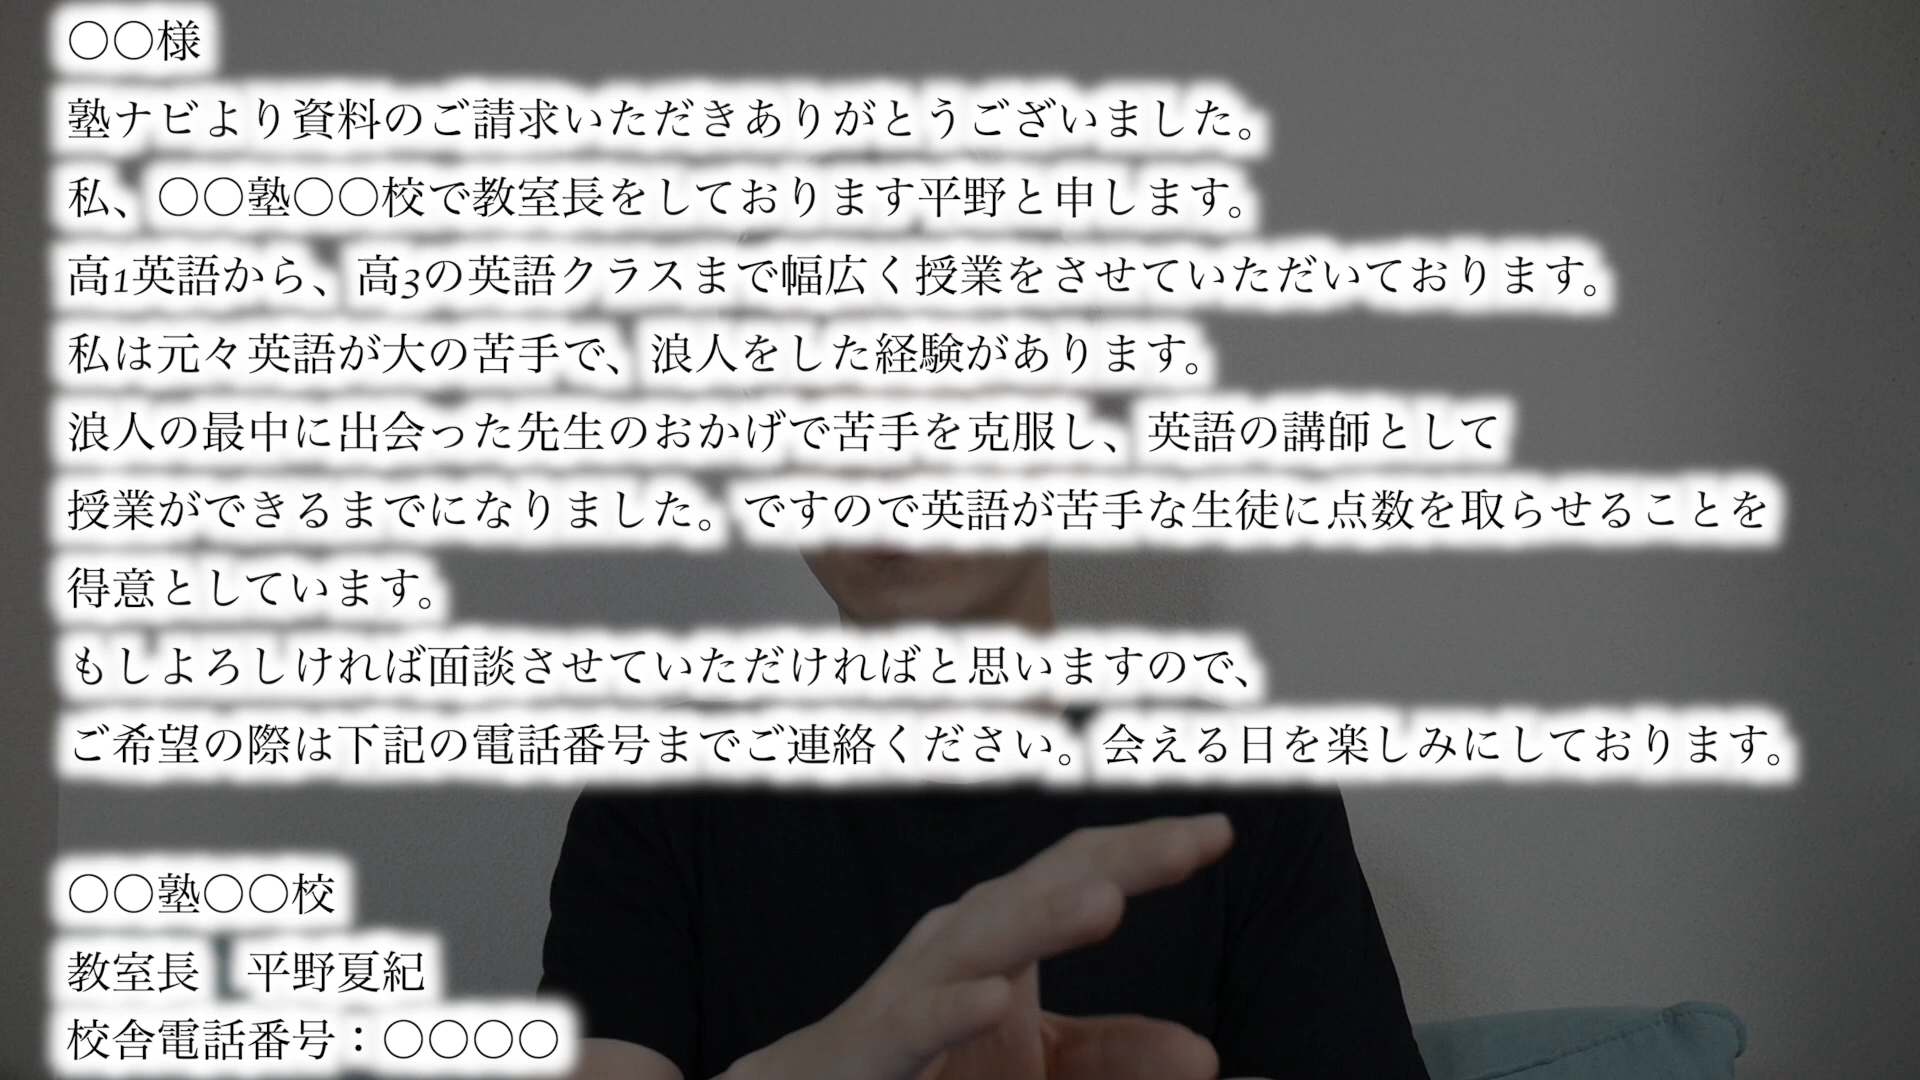 〇〇様
塾ナビより資料のご請求いただきありがとうございました。
私、〇〇塾〇〇校で教室長をしております平野と申します。
高1英語から、高3の英語クラスまで幅広く授業をさせていただいております。
私は元々英語が大の苦手で、浪人をした経験があります。
浪人の最中に出会った先生のおかげで苦手を克服し、英語の講師として
授業ができるまでになりました。ですので英語が苦手な生徒に点数を取らせることを
得意としています。
もしよろしければ面談させていただければと思いますので、
ご希望の際は下記の電話番号までご連絡ください。会える日を楽しみにしております。
〇〇塾〇〇校
教室長　平野夏紀
校舎電話番号：〇〇〇〇